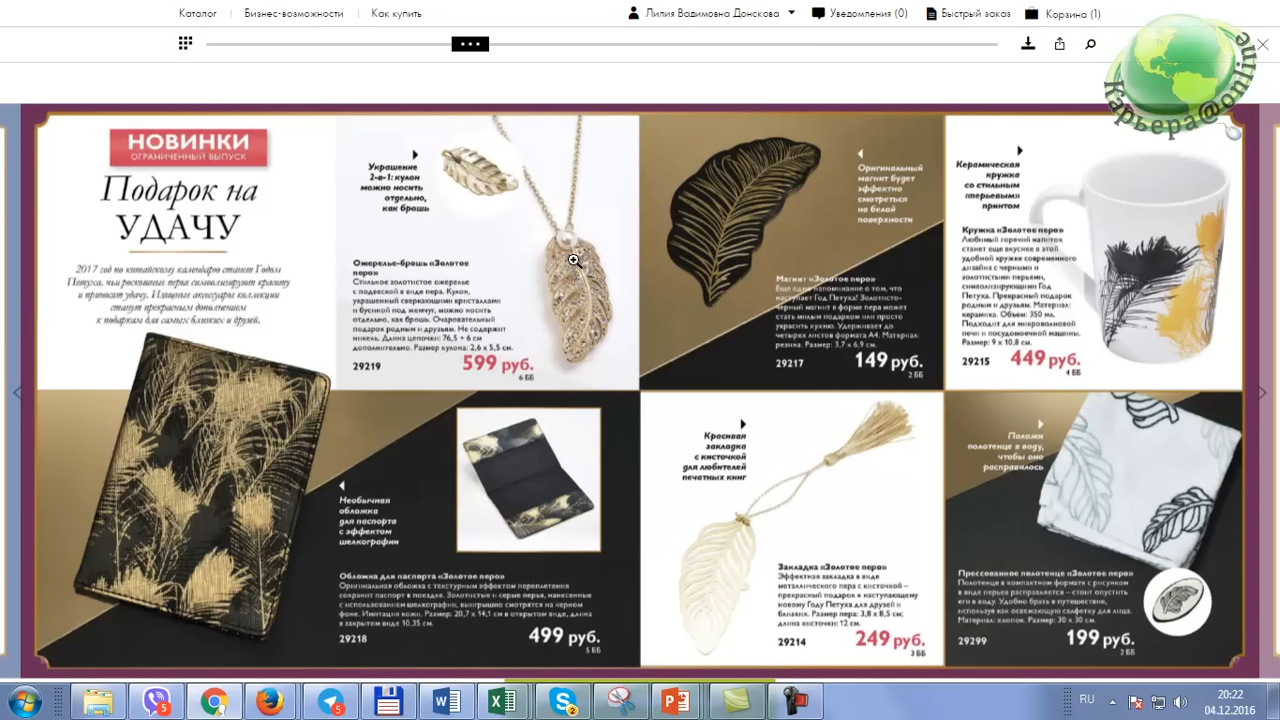 Каталог
Бизнес-возможности
Как купить
Лилия Вадимовна Донскова
Уведомления (0)
Быстрый заказ
Корзина (1)
Карьера@online
НОВИНКИ
ОГРАНИЧЕННЫЙ ВЫПУСК
Подарок на
УДАЧУ
2017 год по китайскому календарю станет Годом
Петуха, чьи роскошные перья символизируют красоту
и приносят удачу. Изящные аксессуары коллекции
станут прекрасным дополнением
к подаркам для самых близких и друзей.
Украшение
2-в-1: кулон
можно носить
отдельно,
как брошь
Ожерелье-брошь «Золотое
перо»
Стильное золотистое ожерелье
с подвеской в виде пера. Кулон,
украшенный сверкающими кристаллами
и бусиной под жемчуг, можно носить
отдельно, как брошь. Очаровательный
подарок родным и друзьям. Не содержит
никель. Длина цепочки: 76,5 + 6 см
дополнительно. Размер кулона: 2,6 x 5,5 см.
29219
599 руб.
6 ББ
Оригинальный
магнит будет
эффектно
смотреться
на белой
поверхности
Магнит «Золотое перо»
Еще одно напоминание о том, что
наступает Год Петуха! Золотисто-
черный магнит в форме пера может
стать милым подарком или просто
украсить кухню. Удерживает до
четырех листов формата А4. Материал:
резина. Размер: 3,7 x 6,9 см.
29217
149 руб.
2 ББ
Керамическая
кружка
со стильным
«перьевым»
принтом
Кружка «Золотое перо»
Любимый горячий напиток
станет еще вкуснее в этой
удобной кружке современного
дизайна с черными и
золотистыми перьями,
символизирующими Год
Петуха. Прекрасный подарок
родным и друзьям. Материал:
керамика. Объем: 350 мл.
Подходит для микроволновой
печи и посудомоечной машины.
Размер: 9 x 10,8 см.
29215
449 руб.
4 ББ
Необычная
обложка
для паспорта
с эффектом
шелкографии
Обложка для паспорта «Золотое перо»
Оригинальная обложка с текстурным эффектом переплетения
сохранит паспорт в поездке. Золотистые и серые перья, нанесенные
с использованием шелкографии, выигрышно смотрятся на черном
фоне. Имитация кожи. Размер: 20,7 x 14,1 см в открытом виде, длина
в закрытом виде 10,35 см.
29218
499 руб.
5 ББ
Красивая
закладка
с кисточкой
для любителей
печатных книг
Закладка «Золотое перо»
Эффектная закладка в виде
металлического пера с кисточкой –
прекрасный подарок к наступающему
новому Году Петуха для друзей и
близких. Размер пера: 3,8 x 8,5 см;
длина кисточки: 12 см.
29214
249 руб.
3 ББ
Положи
полотенце в воду,
чтобы оно
расправилось
Прессованное полотенце «Золотое перо»
Полотенце в компактном формате с рисунком
в виде перьев расправляется – стоит опустить
его в воду. Удобно брать в путешествие,
используя как освежающую салфетку для лица.
Материал: хлопок. Размер: 30 x 30 см.
29299
199 руб.
2 ББ
RU
20:22
04.12.2016